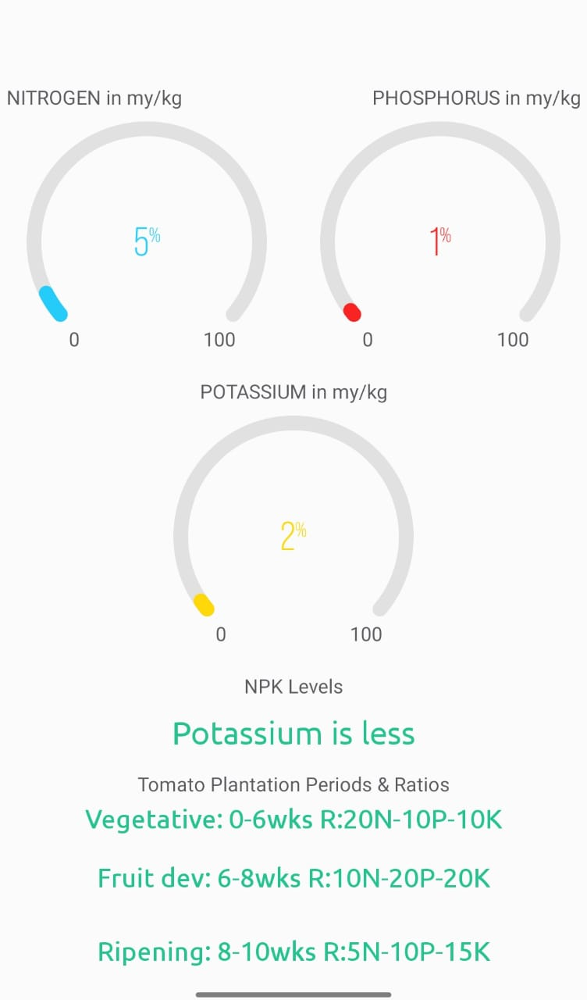 NITROGEN in my/kg
PHOSPHORUS in my/kg
5%
1%
0
100
0
100
POTASSIUM in my/kg
2%
0
100
NPK Levels
Potassium is less
Tomato Plantation Periods & Ratios
Vegetative: 0-6wks R:20N-10P-10K
Fruit dev: 6-8wks R:10N-20P-20K
Ripening: 8-10wks R:5N-10P-15K